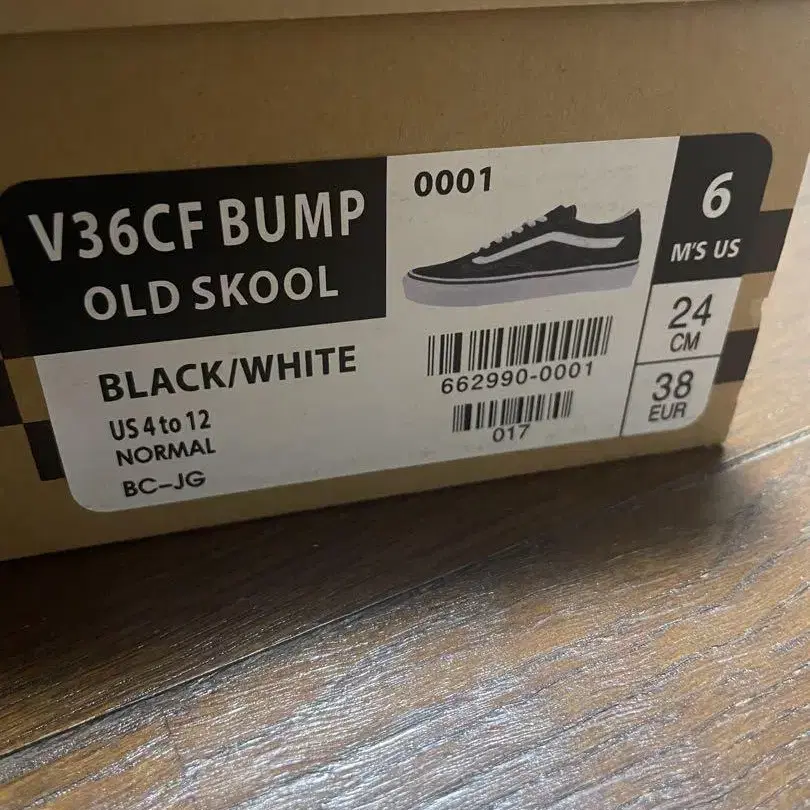 V36CF BUMP
OLD SKOOL
0001
6
M'S US
BLACK/WHITE
US 4 to 12
NORMAL
BC-JG
662990-0001
017
24
CM
38
EUR